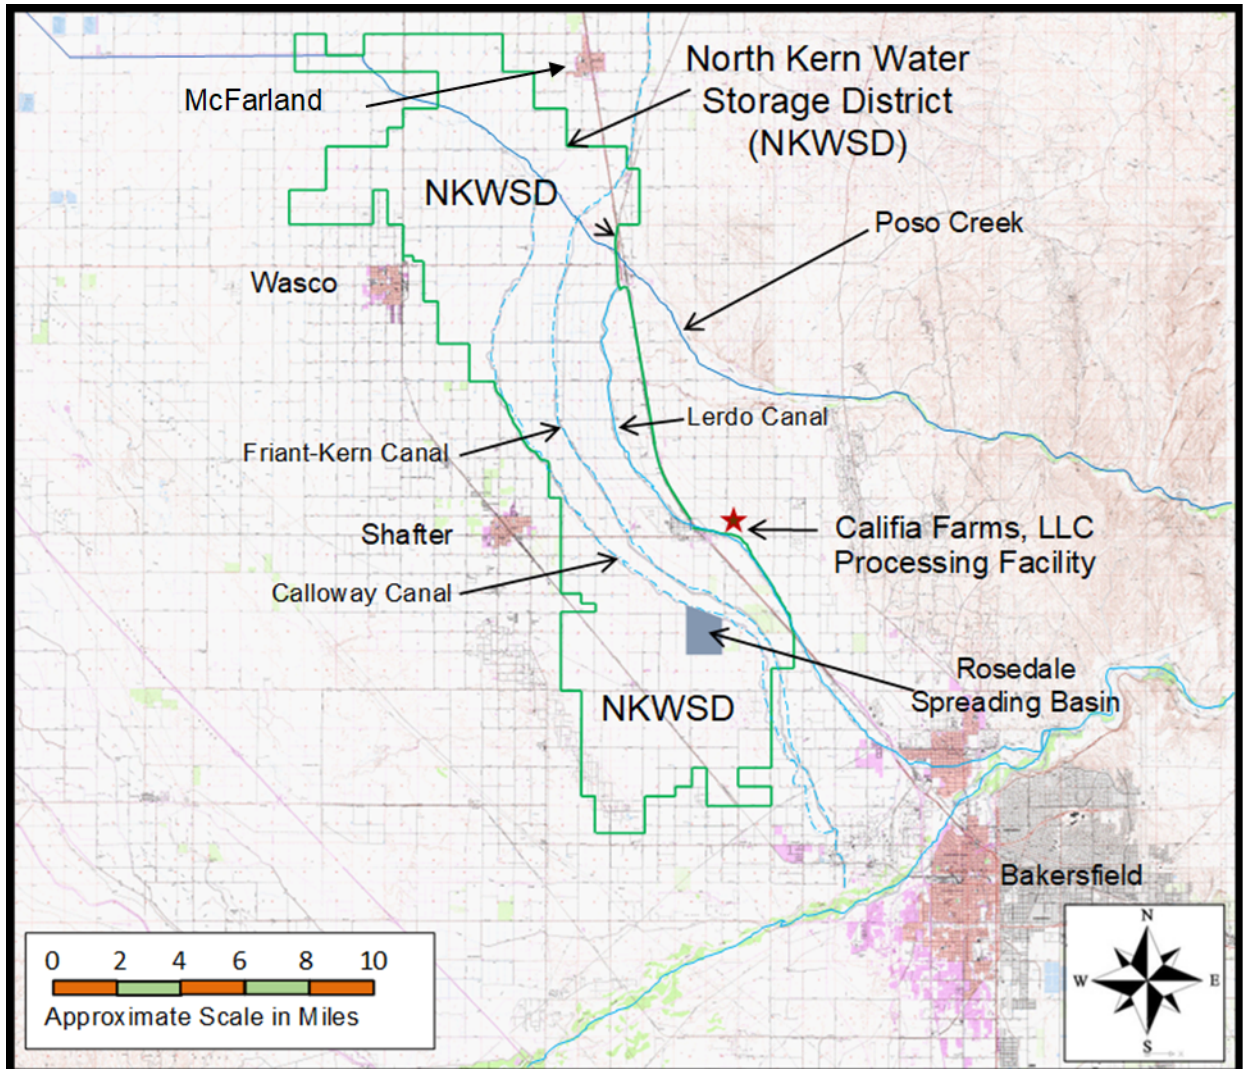 North Kern Water
Storage District
(NKWSD)
McFarland
NKWSD
Poso Creek
Wasco
Lerdo Canal
Friant-Kern Canal
Shafter
Califia Farms, LLC
Processing Facility
Calloway Canal
Rosedale
Spreading Basin
NKWSD
Bakersfield
N
W E
S
0 2 4 6 8 10
Approximate Scale in Miles